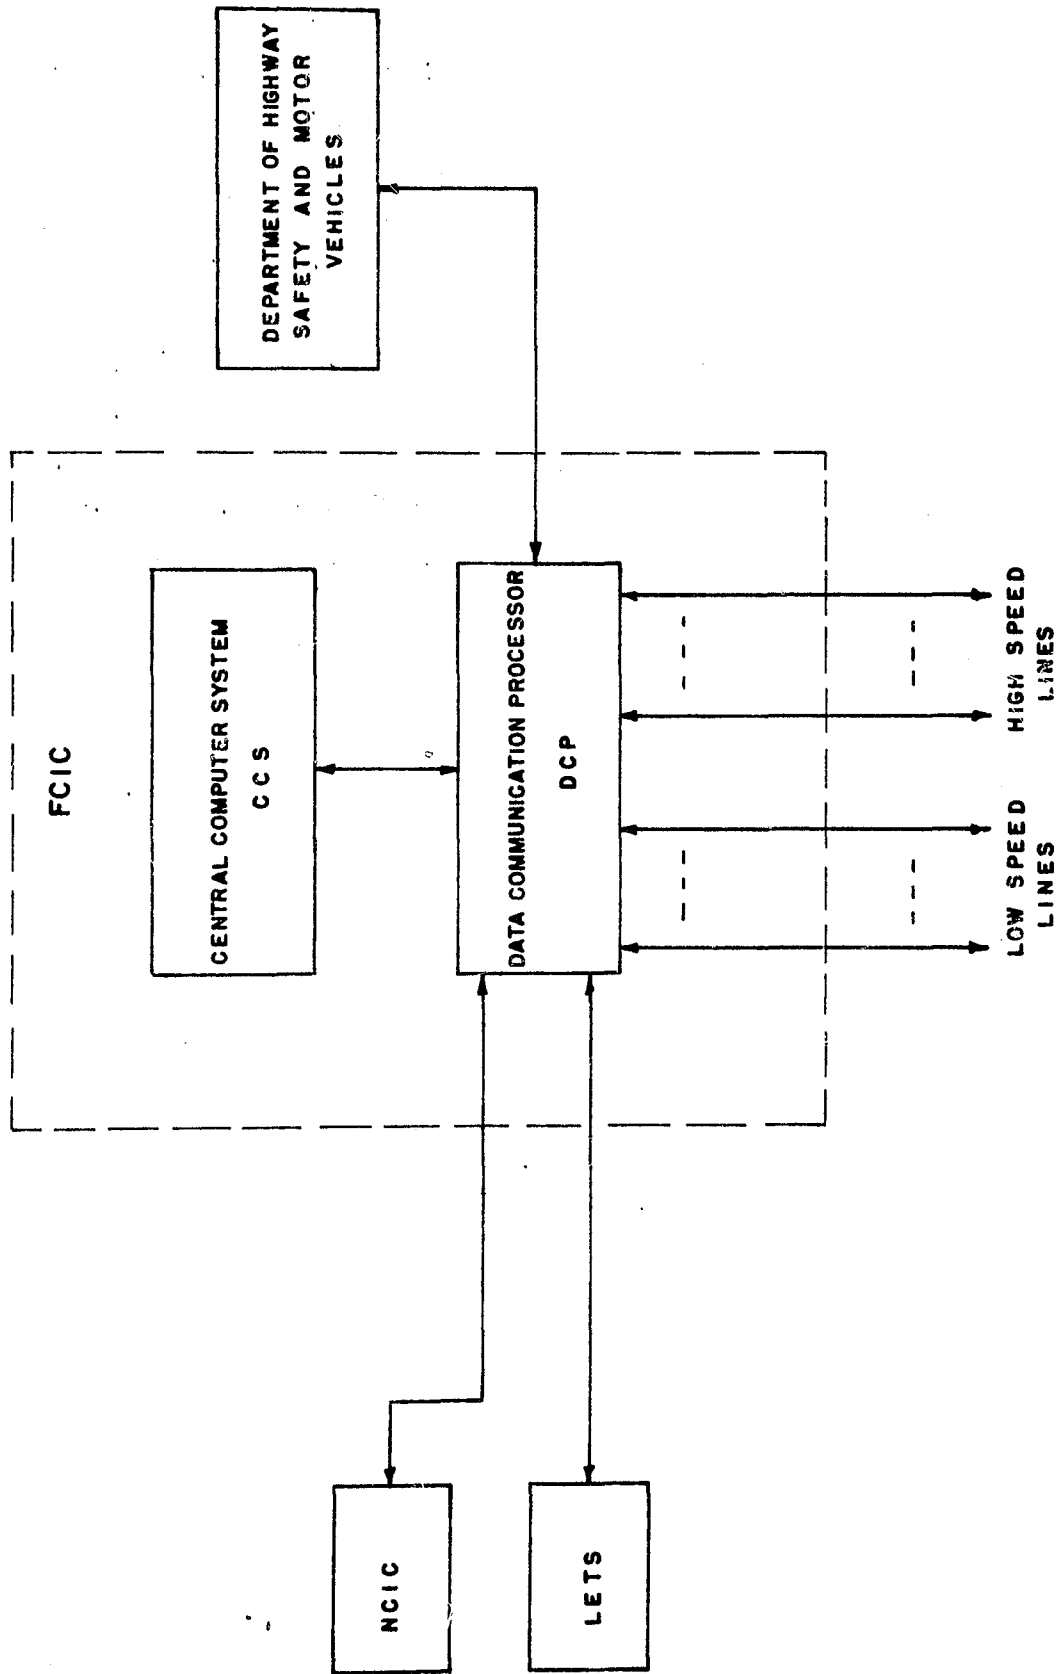 FCIC
CENTRAL COMPUTER SYSTEM
CCS
DEPARTMENT OF HIGHWAY
SAFETY AND MOTOR
VEHICLES
NCIC
DATA COMMUNICATION PROCESSOR
DCP
LETS
LOW SPEED
LINES
HIGH SPEED
LINES